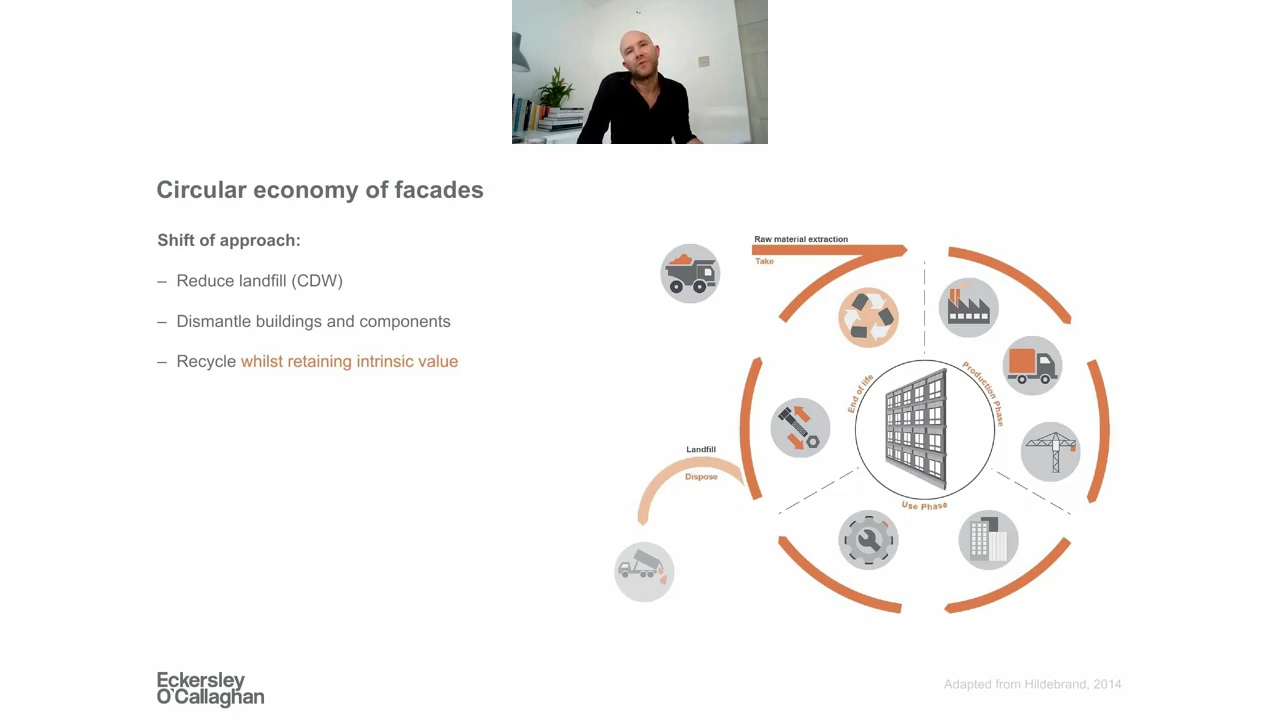 Circular economy of facades
Shift of approach:
– Reduce landfill (CDW)
– Dismantle buildings and components
– Recycle whilst retaining intrinsic value
Raw material extraction
Take
End of life
Production Phase
Use Phase
Landfill
Dispose
Eckersley
O'Callaghan
Adapted from Hildebrand, 2014